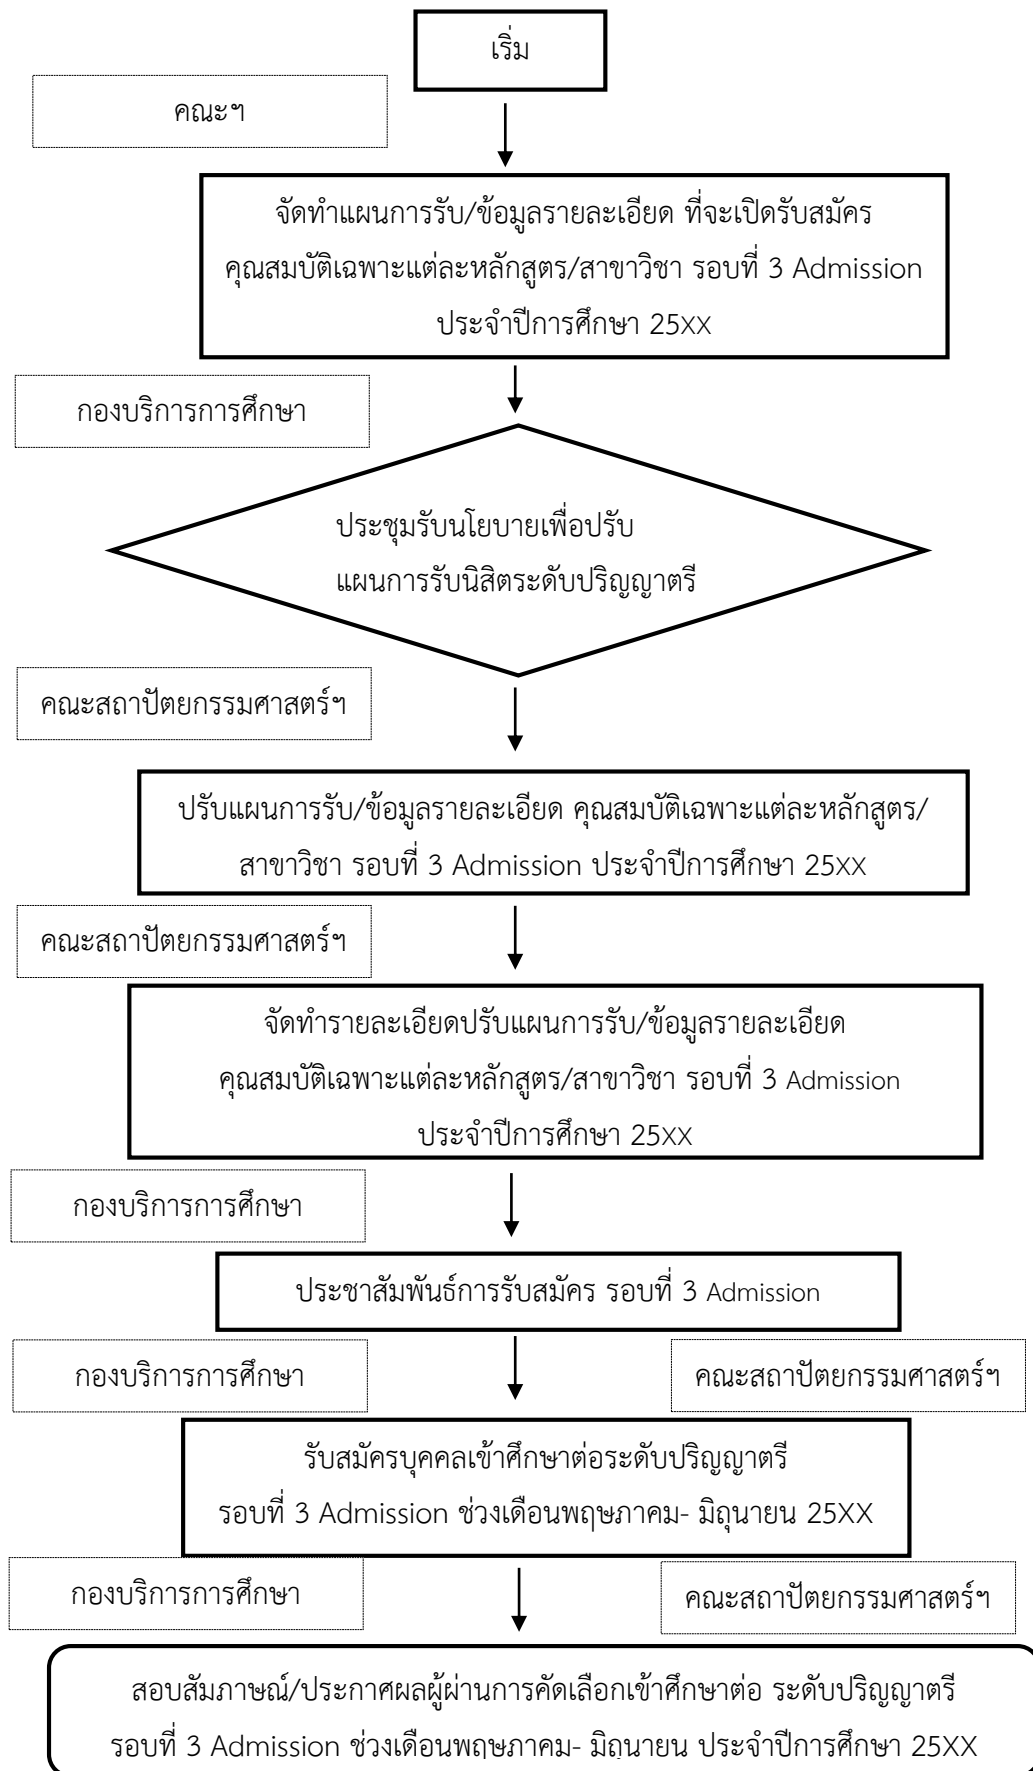 เริ่ม
คณะฯ
จัดทำแผนการรับ/ข้อมูลรายละเอียด ที่จะเปิดรับสมัคร
คุณสมบัติเฉพาะแต่ละหลักสูตร/สาขาวิชา รอบที่ 3 Admission
ประจำปีการศึกษา 25XX
กองบริการการศึกษา
ประชุมรับนโยบายเพื่อปรับ
แผนการรับนิสิตระดับปริญญาตรี
คณะสถาปัตยกรรมศาสตร์ฯ
ปรับแผนการรับ/ข้อมูลรายละเอียด คุณสมบัติเฉพาะแต่ละหลักสูตร/
สาขาวิชา รอบที่ 3 Admission ประจำปีการศึกษา 25XX
คณะสถาปัตยกรรมศาสตร์ฯ
จัดทำรายละเอียดปรับแผนการรับ/ข้อมูลรายละเอียด
คุณสมบัติเฉพาะแต่ละหลักสูตร/สาขาวิชา รอบที่ 3 Admission
ประจำปีการศึกษา 25XX
กองบริการการศึกษา
ประชาสัมพันธ์การรับสมัคร รอบที่ 3 Admission
กองบริการการศึกษา
คณะสถาปัตยกรรมศาสตร์ฯ
รับสมัครบุคคลเข้าศึกษาต่อระดับปริญญาตรี
รอบที่ 3 Admission ช่วงเดือนพฤษภาคม- มิถุนายน 25XX
กองบริการการศึกษา
คณะสถาปัตยกรรมศาสตร์ฯ
สอบสัมภาษณ์/ประกาศผลผู้ผ่านการคัดเลือกเข้าศึกษาต่อ ระดับปริญญาตรี
รอบที่ 3 Admission ช่วงเดือนพฤษภาคม- มิถุนายน ประจำปีการศึกษา 25XX